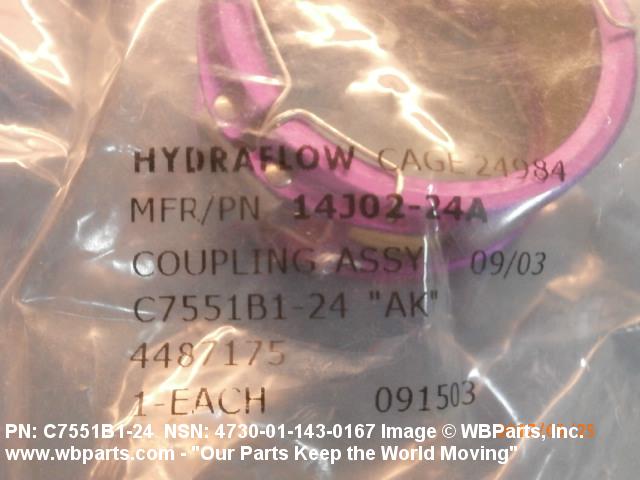 HYDRAFLOW CAGE 24984
MFR/PN 14J02-24A
COUPLING ASSY 09/03
C7551B1-24 "AK"
4487175
1-EACH 091503
PN: C7551B1-24 NSN: 4730-01-143-0167 Image © WBParts, Inc.
www.wbparts.com - "Our Parts Keep the World Moving"